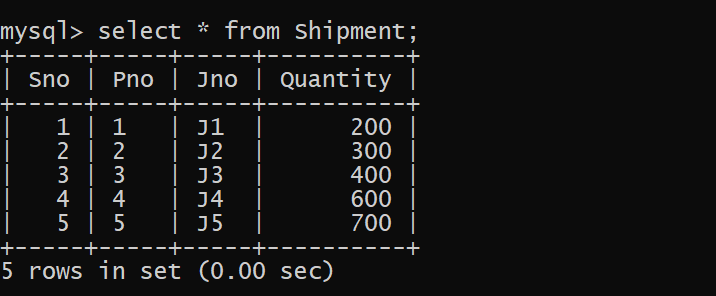 mysql> select * from Shipment;
+-----+-----+-----+----------+
| Sno | Pno | Jno | Quantity |
+-----+-----+-----+----------+
|   1 | 1   | J1  |      200 |
|   2 | 2   | J2  |      300 |
|   3 | 3   | J3  |      400 |
|   4 | 4   | J4  |      600 |
|   5 | 5   | J5  |      700 |
+-----+-----+-----+----------+
5 rows in set (0.00 sec)